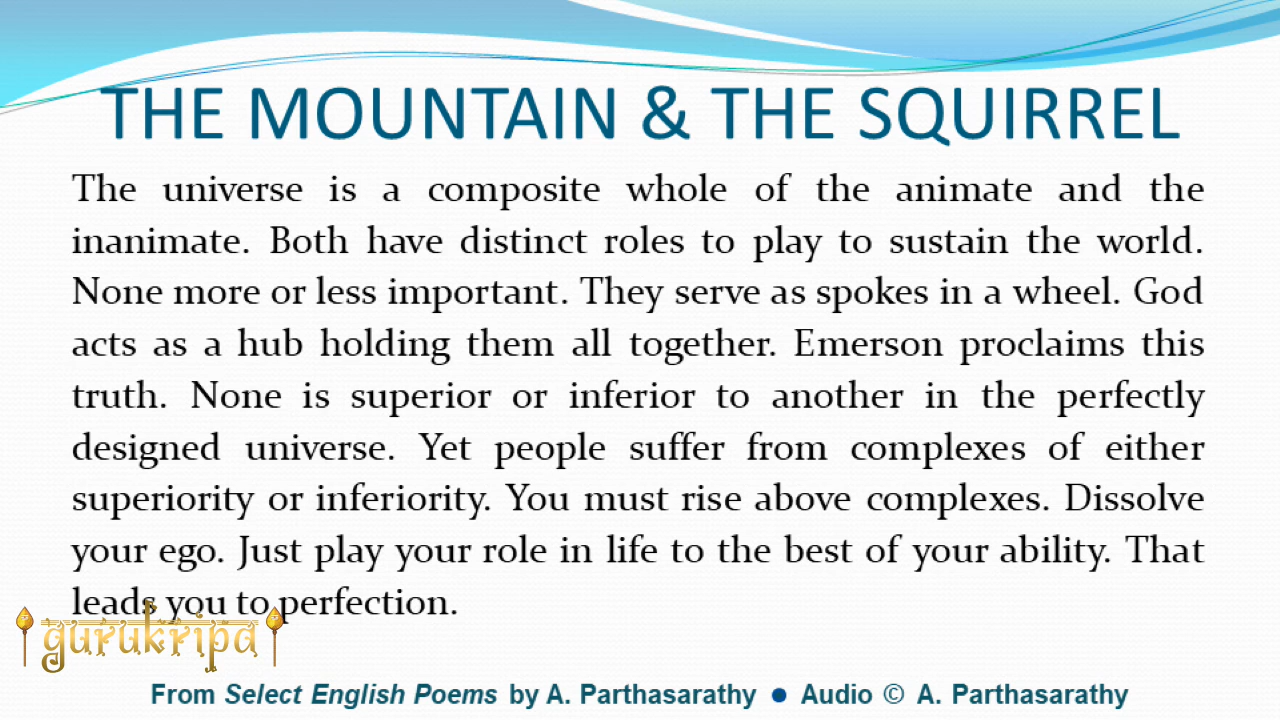 THE MOUNTAIN & THE SQUIRREL
The universe is a composite whole of the animate and the
inanimate. Both have distinct roles to play to sustain the world.
None more or less important. They serve as spokes in a wheel. God
acts as a hub holding them all together. Emerson proclaims this
truth. None is superior or inferior to another in the perfectly
designed universe. Yet people suffer from complexes of either
superiority or inferiority. You must rise above complexes. Dissolve
your ego. Just play your role in life to the best of your ability. That
leads you to perfection.
gurukripa
From Select English Poems by A. Parthasarathy ● Audio © A. Parthasarathy